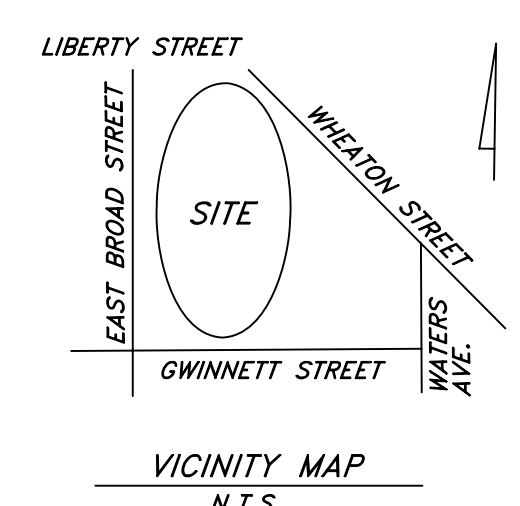 LIBERTY STREET
EAST BROAD STREET
WHEATON STREET
SITE
WATERS
AVE.
GWINNETT STREET
VICINITY MAP
N.T.S.